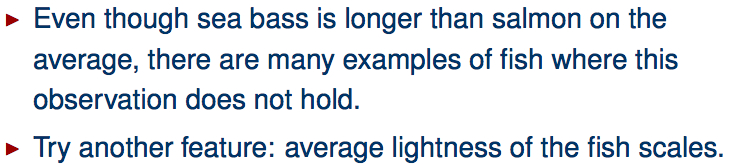 Even though sea bass is longer than salmon on the
average, there are many examples of fish where this
observation does not hold.
Try another feature: average lightness of the fish scales.